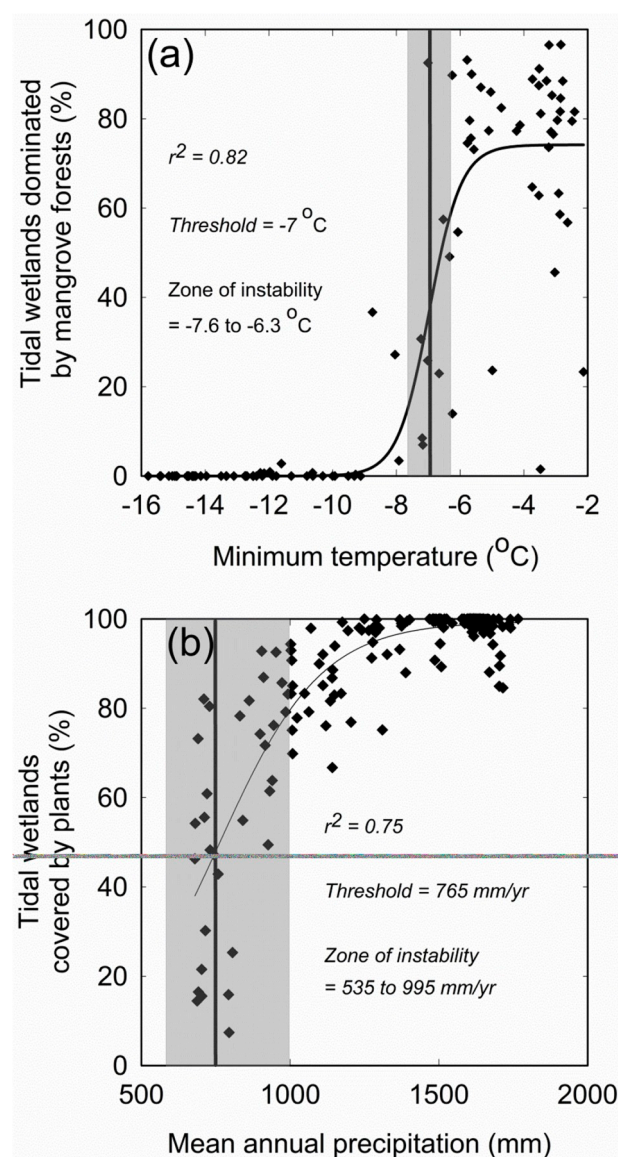 (a)
100
80
60
40
20
0
Tidal wetlands dominated
by mangrove forests (%)
r2 = 0.82
Threshold = -7 oC
Zone of instability
= -7.6 to -6.3 oC
-16 -14 -12 -10 -8 -6 -4 -2
Minimum temperature (oC)
(b)
100
80
60
40
20
0
Tidal wetlands
covered by plants (%)
r2 = 0.75
Threshold = 765 mm/yr
Zone of instability
= 535 to 995 mm/yr
500 1000 1500 2000
Mean annual precipitation (mm)